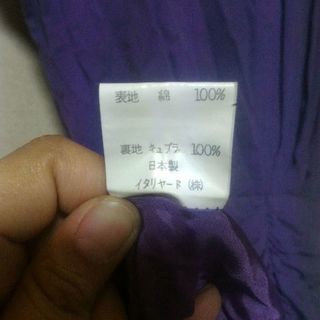 表地 綿 100%
裏地 キュプラ 100%
日本製
イタリヤード(株)